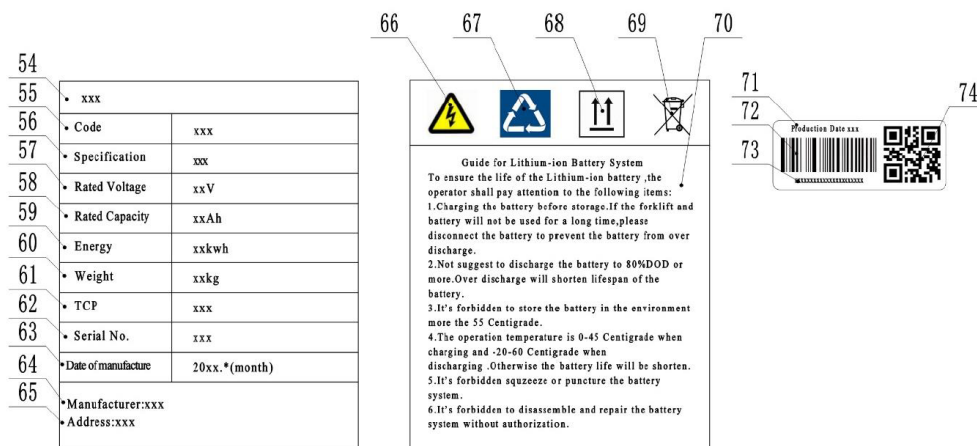 66 67 68 69 70
54
55
56
57
58
59
60
61
62
63
64
65
xxx
Code xxx
Specification xxx
Rated Voltage xxV
Rated Capacity xxAh
Energy xxkwh
Weight xxkg
TCP xxx
Serial No. xxx
Date of manufacture 20xx.*(month)
Manufacturer:xxx
Address:xxx
Guide for Lithium-ion Battery System
To ensure the life of the Lithium-ion battery ,the
operator shall pay attention to the following items:
1.Charging the battery before storage.If the forklift and
battery will not be used for a long time,please
disconnect the battery to prevent the battery from over
discharge.
2.Not suggest to discharge the battery to 80%DOD or
more.Over discharge will shorten lifespan of the
battery.
3.It's forbidden to store the battery in the environment
more the 55 Centigrade.
4.The operation temperature is 0-45 Centigrade when
charging and -20-60 Centigrade when
discharging .Otherwise the battery life will be shorten.
5.It's forbidden squzeeze or puncture the battery
system.
6.It's forbidden to disassemble and repair the battery
system without authorization.
71
72
73
74
Production Date xxx